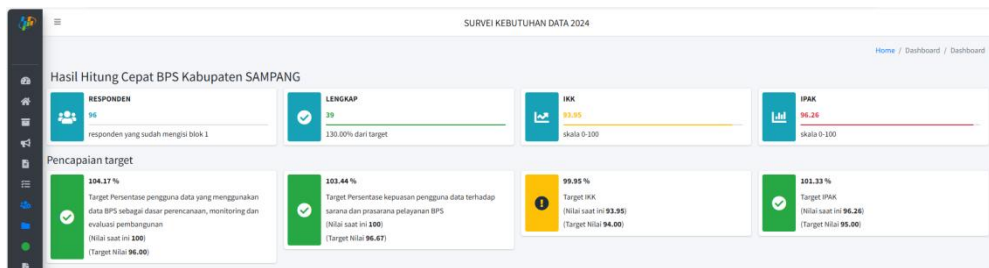 SURVEI KEBUTUHAN DATA 2024
Home / Dashboard / Dashboard
Hasil Hitung Cepat BPS Kabupaten SAMPANG
RESPONDEN
96
responden yang sudah mengisi blok 1
LENGKAP
39
130.00% dari target
IKK
93.95
skala 0-100
IPAK
96.26
skala 0-100
Pencapaian target
104.17 %
Target Persentase pengguna data yang menggunakan
data BPS sebagai dasar perencanaan, monitoring dan
evaluasi pembangunan
(Nilai saat ini 100)
(Target Nilai 96.00)
103.44 %
Target Persentase kepuasan pengguna data terhadap
sarana dan prasarana pelayanan BPS
(Nilai saat ini 100)
(Target Nilai 96.67)
99.95 %
Target IKK
(Nilai saat ini 93.95)
(Target Nilai 94.00)
101.33 %
Target IPAK
(Nilai saat ini 96.26)
(Target Nilai 95.00)